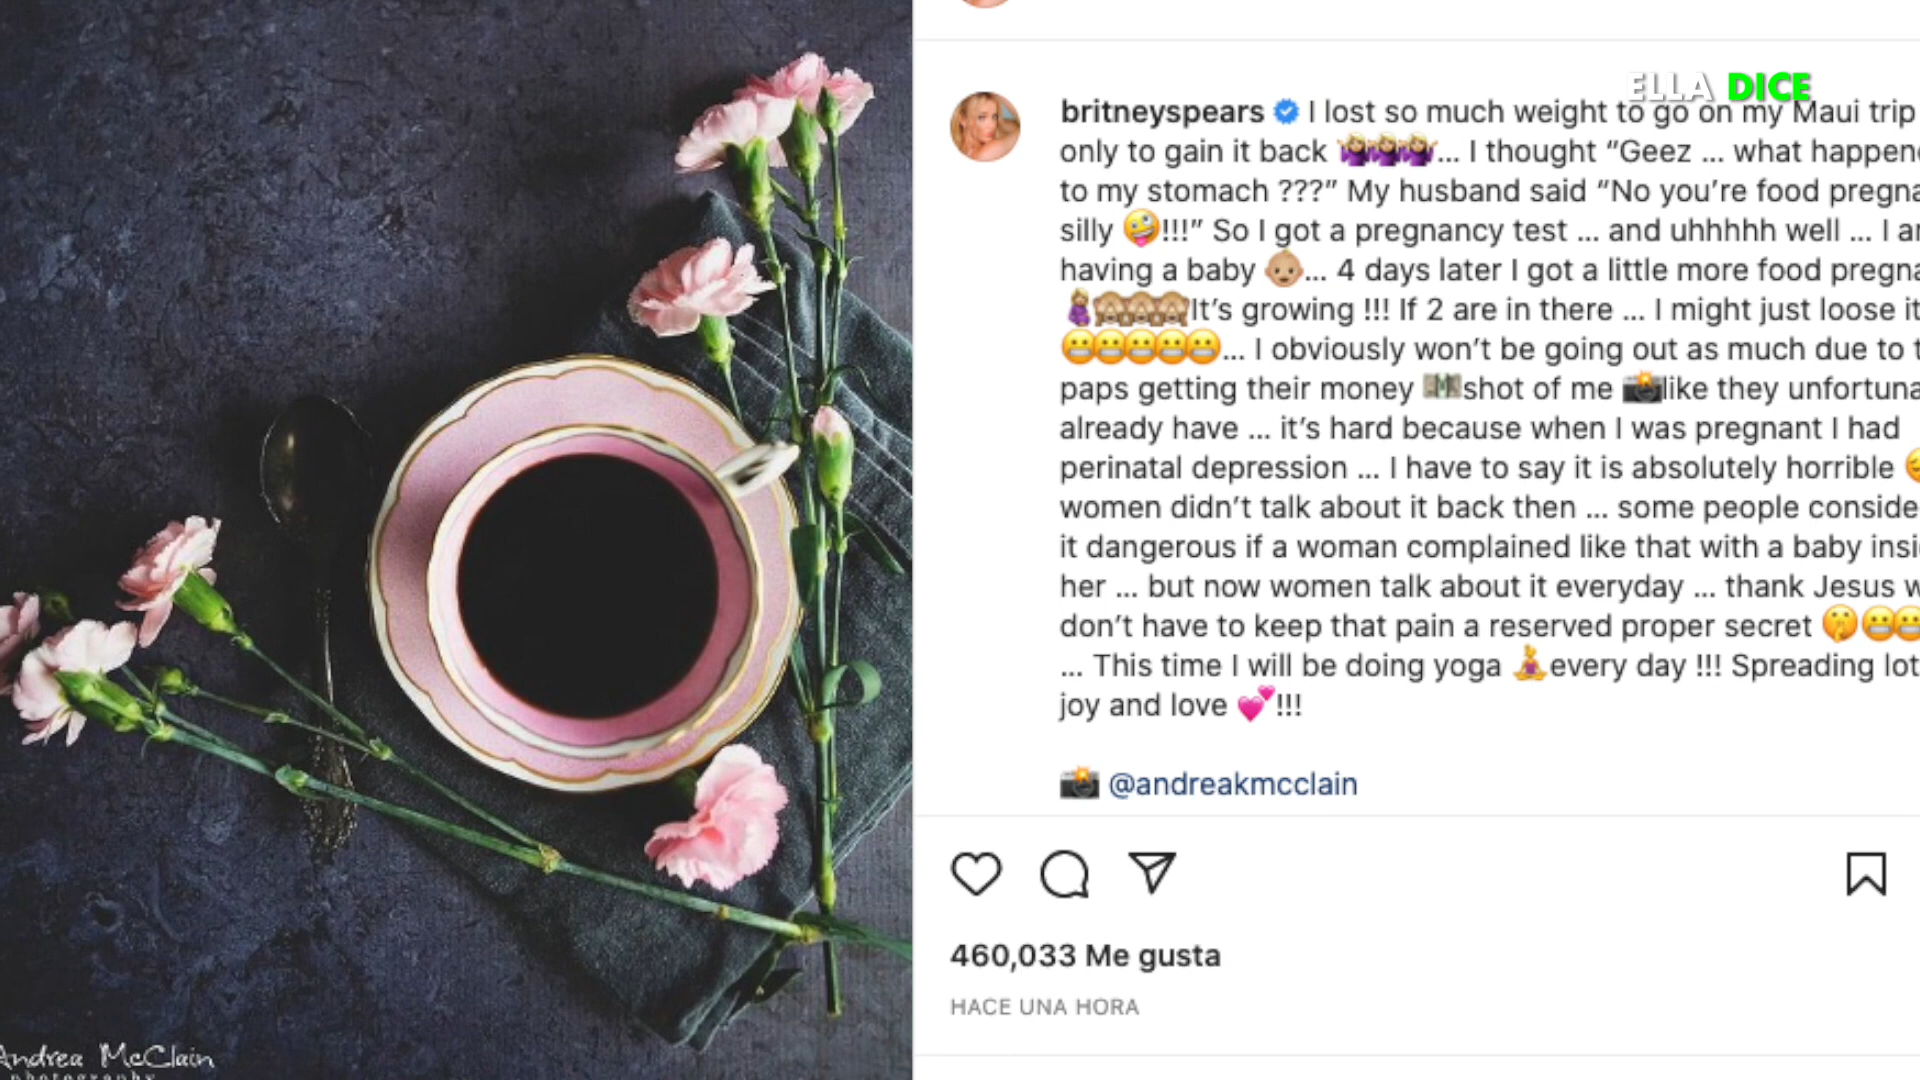 ELLA DICE
britneyspears I lost so much weight to go on my Maui trip
only to gain it back 🤷🏼‍♀️🤷🏼‍♀️🤷🏼‍♀️... I thought “Geez ... what
to my stomach ???” My husband said “No you’re food
silly 🤪!!!” So I got a pregnancy test ... and uhhhhh well ... I
having a baby 👶🏼... 4 days later I got a little more food
🤰🏼🙈🙈🙈It’s growing !!! If 2 are in there ... I might just loose it
😬😬😬😬😬... I obviously won’t be going out as much due to
paps getting their money 💵shot of me 📸like they
already have ... it’s hard because when I was pregnant I had
perinatal depression ... I have to say it is absolutely horrible
women didn’t talk about it back then ... some people
it dangerous if a woman complained like that with a baby
her ... but now women talk about it everyday ... thank Jesus
don’t have to keep that pain a reserved proper secret 🤫😬😬
... This time I will be doing yoga 🧘🏼‍♀️every day !!! Spreading
joy and love 💕!!!
📸 @andreakmcclain
460,033 Me gusta
HACE UNA HORA
Andrea McClain
photography